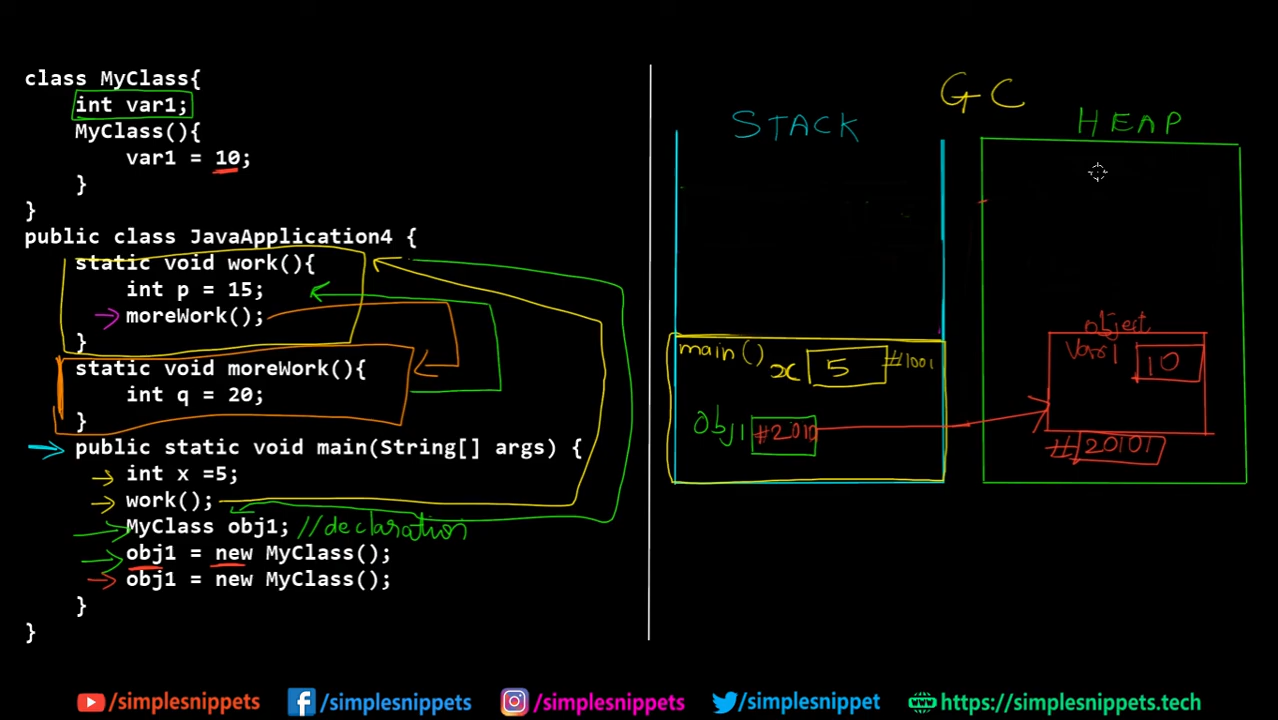 class MyClass{
int var1;
MyClass(){
var1 = 10;
}
}
public class JavaApplication4 {
static void work(){
int p = 15;
moreWork();
}
static void moreWork(){
int q = 20;
}
public static void main(String[] args) {
int x =5;
work();
MyClass obj1; //declaration
obj1 = new MyClass();
obj1 = new MyClass();
}
}
GC
STACK
HEAP
main() x 5 #1001
obj1 #2010
object
var1 10
#20101
/simplesnippets /simplesnippets /simplesnippets /simplesnippet https://simplesnippets.tech